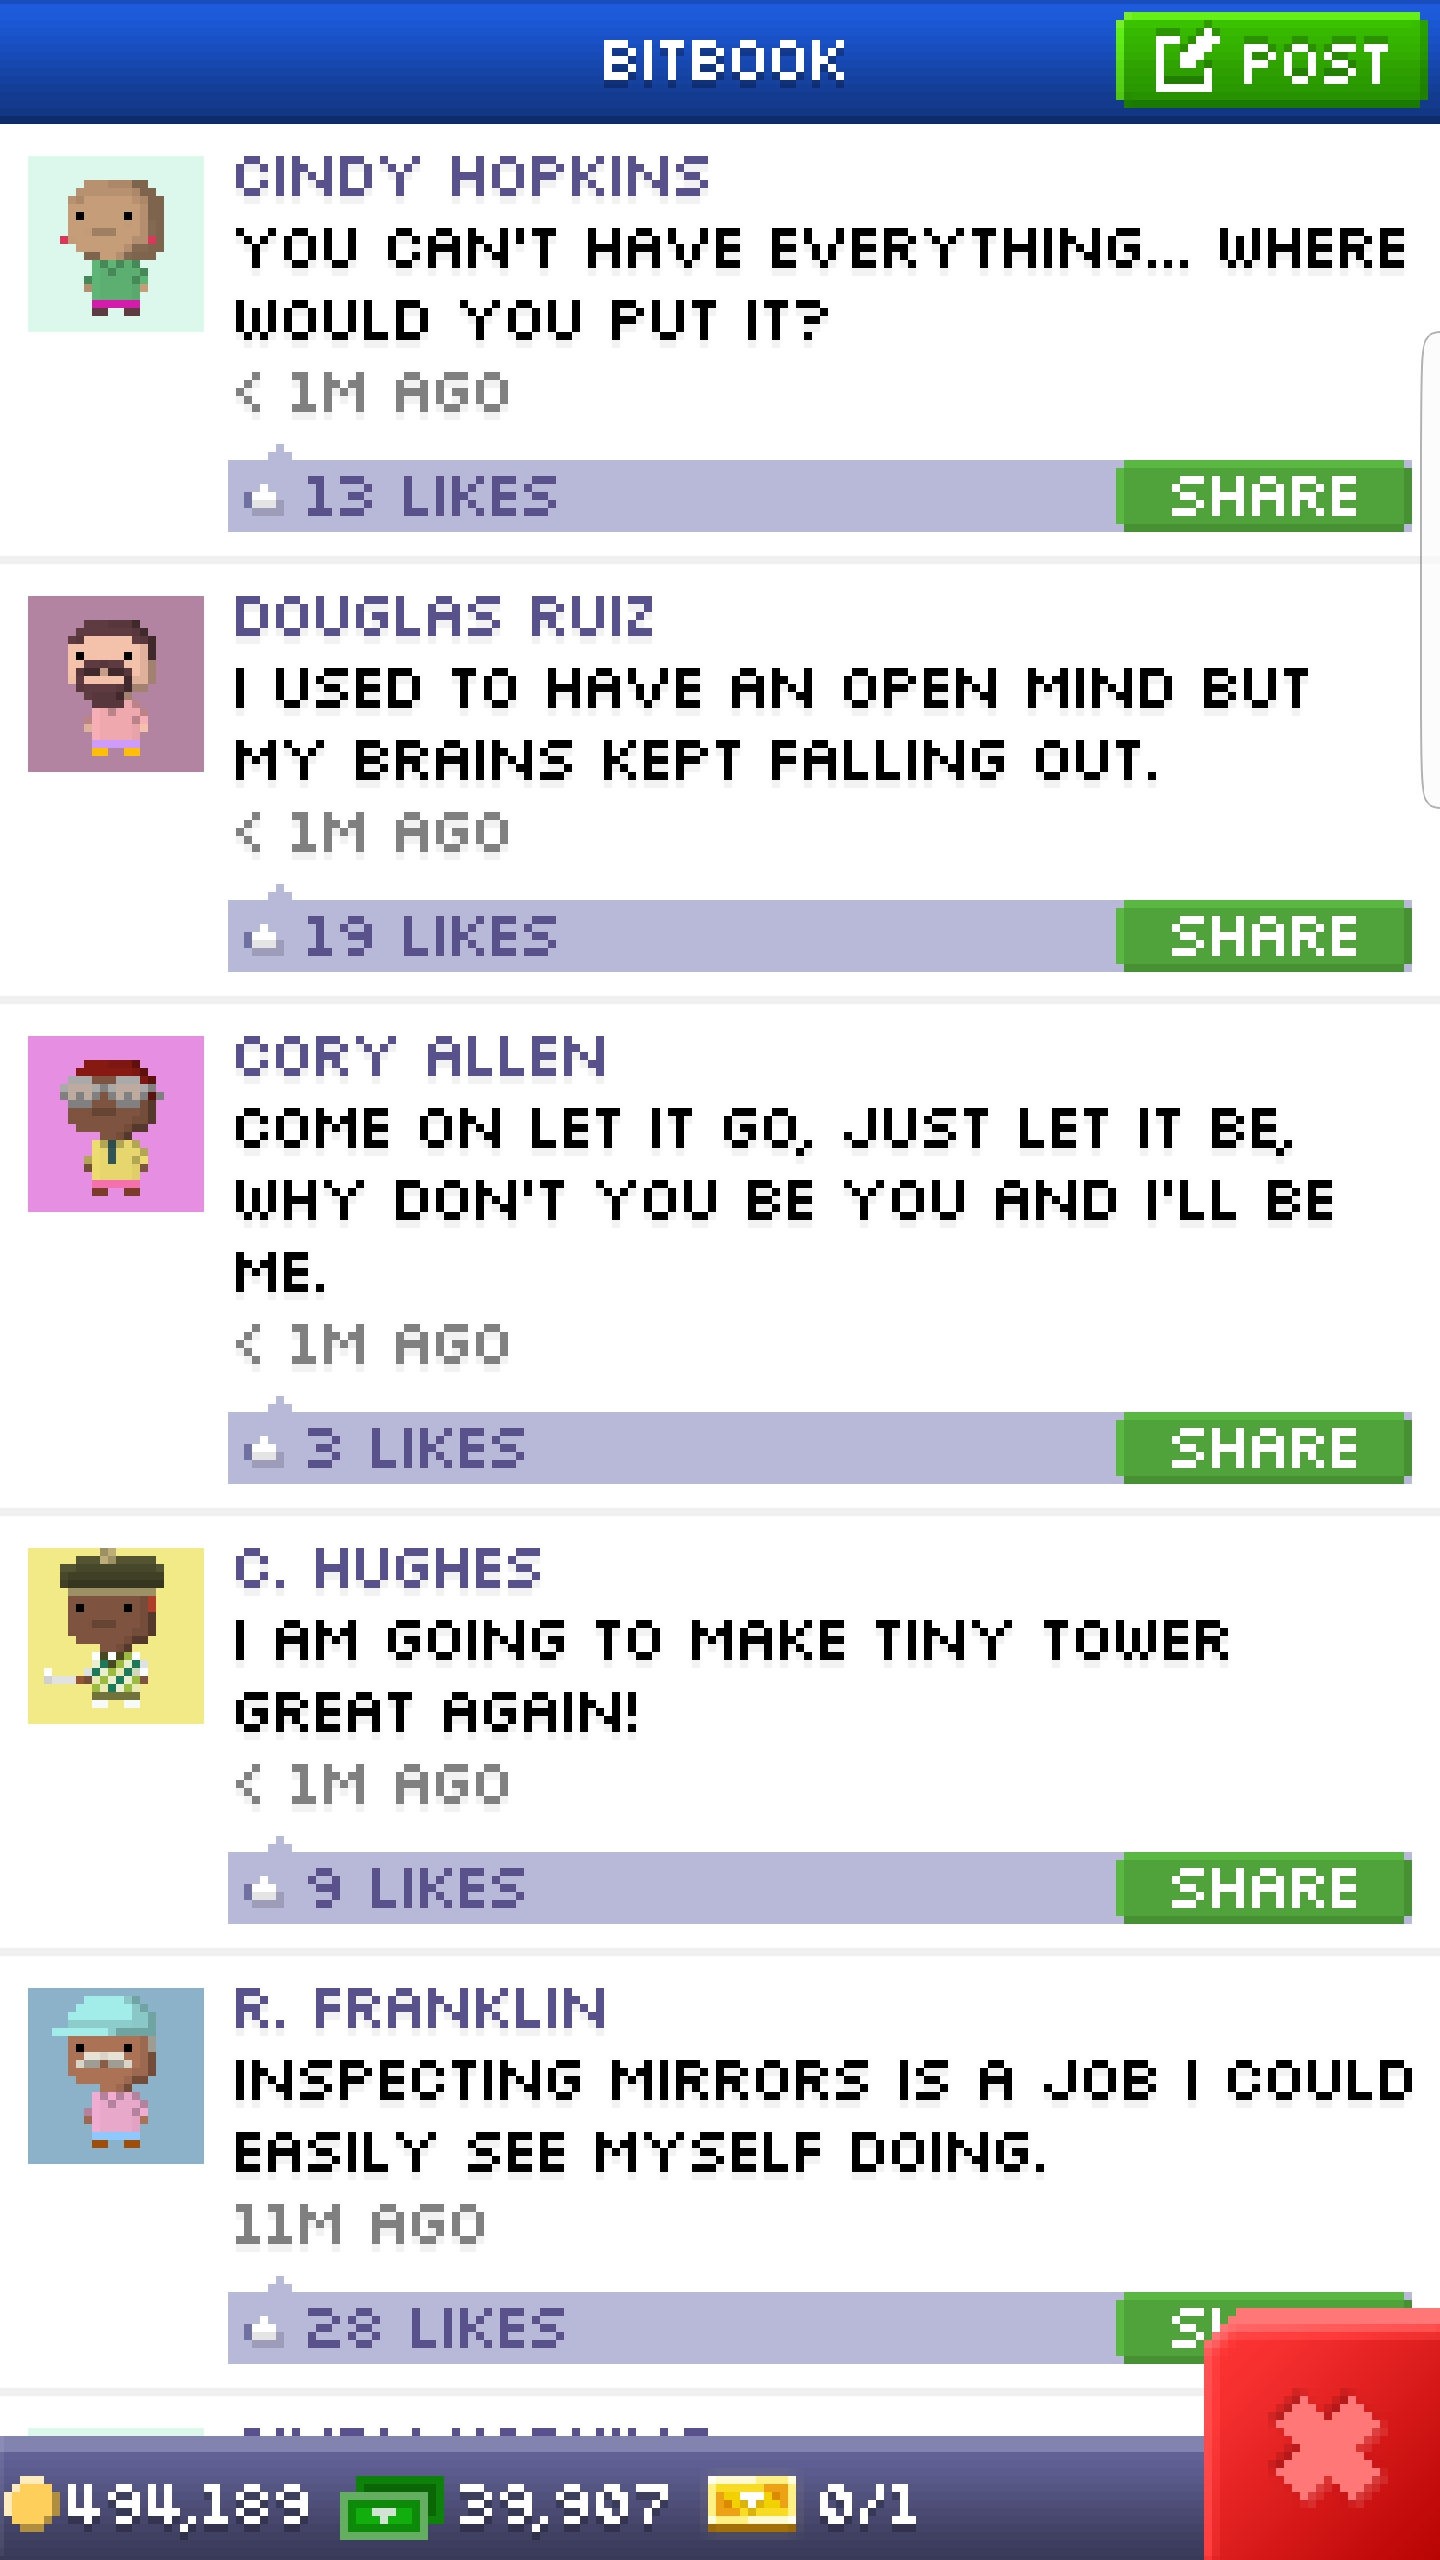 BITBOOK
POST
CINDY HOPKINS
YOU CAN'T HAVE EVERYTHING... WHERE
WOULD YOU PUT IT?
< 1M AGO
13 LIKES
SHARE
DOUGLAS RUIZ
I USED TO HAVE AN OPEN MIND BUT
MY BRAINS KEPT FALLING OUT.
< 1M AGO
19 LIKES
SHARE
CORY ALLEN
COME ON LET IT GO, JUST LET IT BE,
WHY DON'T YOU BE YOU AND I'LL BE
ME.
< 1M AGO
3 LIKES
SHARE
C. HUGHES
I AM GOING TO MAKE TINY TOWER
GREAT AGAIN!
< 1M AGO
9 LIKES
SHARE
R. FRANKLIN
INSPECTING MIRRORS IS A JOB I COULD
EASILY SEE MYSELF DOING.
11M AGO
28 LIKES
494,189
39,907
0/1